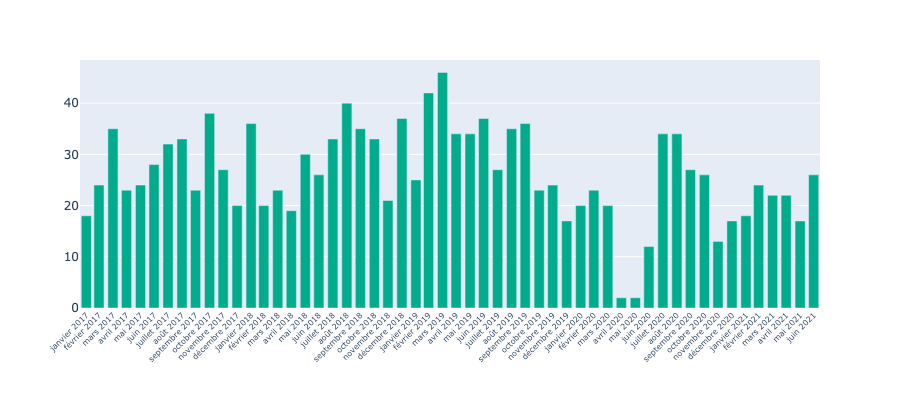 40
30
20
10
0
janvier 2017
février 2017
mars 2017
avril 2017
mai 2017
juin 2017
juillet 2017
août 2017
septembre 2017
octobre 2017
novembre 2017
décembre 2017
janvier 2018
février 2018
mars 2018
avril 2018
mai 2018
juin 2018
juillet 2018
août 2018
septembre 2018
octobre 2018
novembre 2018
décembre 2018
janvier 2019
février 2019
mars 2019
avril 2019
mai 2019
juin 2019
juillet 2019
août 2019
septembre 2019
octobre 2019
novembre 2019
décembre 2019
janvier 2020
février 2020
mars 2020
avril 2020
mai 2020
juin 2020
juillet 2020
août 2020
septembre 2020
octobre 2020
novembre 2020
décembre 2020
janvier 2021
février 2021
mars 2021
avril 2021
mai 2021
juin 2021